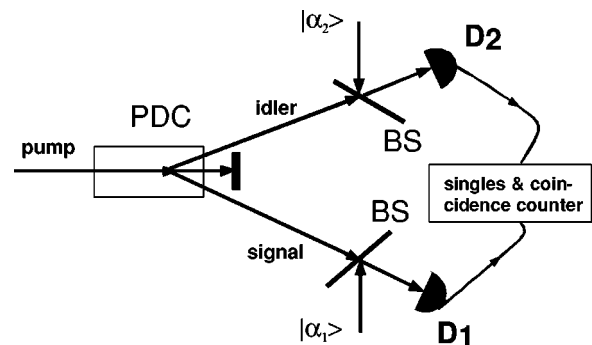 |α₂>
D2
idler
PDC
BS
pump
singles & coin-
cidence counter
BS
signal
|α₁>
D1